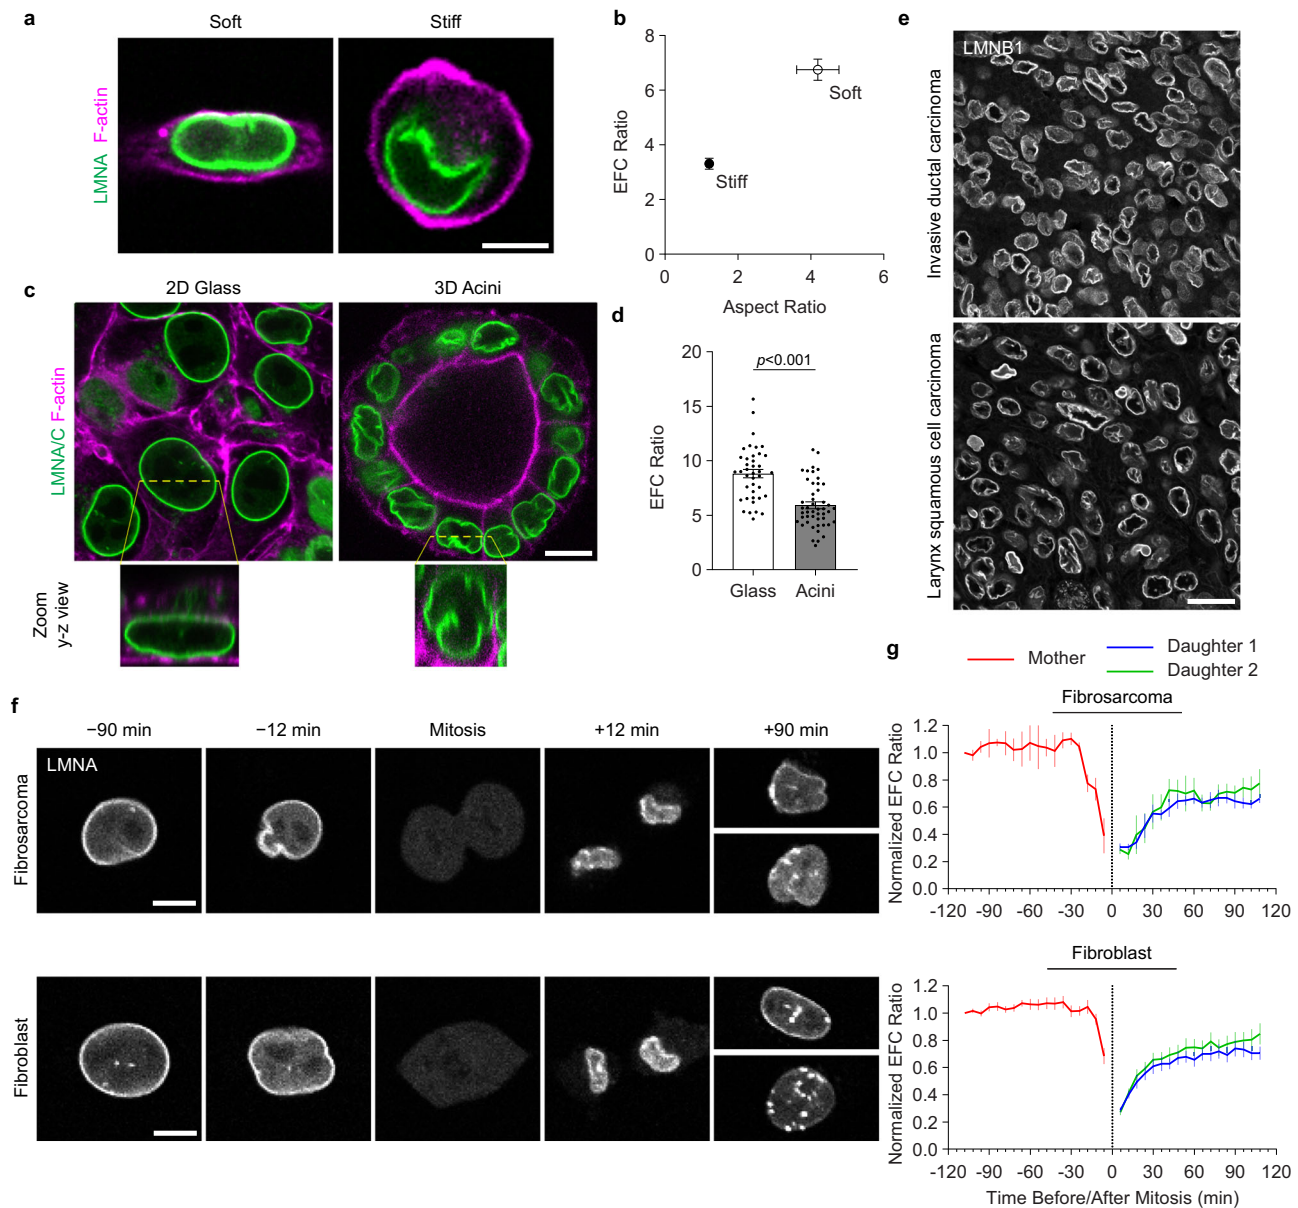 a
Soft
Stiff
LMNA F-actin
b
8
6
4
2
0
EFC Ratio
Soft
Stiff
0
2
4
6
Aspect Ratio
c
2D Glass
3D Acini
LMNA/C F-actin
Zoom
y-z view
d
20
15
10
5
0
EFC Ratio
p<0.001
Glass
Acini
e
LMNB1
Invasive ductal carcinoma
Larynx squamous cell carcinoma
f
−90 min
−12 min
Mitosis
+12 min
+90 min
LMNA
Fibrosarcoma
Fibroblast
g
Mother
Daughter 1
Daughter 2
Fibrosarcoma
Normalized EFC Ratio
1.2
1.0
0.8
0.6
0.4
0.2
0.0
-120 -90 -60 -30 0 30 60 90 120
Fibroblast
Normalized EFC Ratio
1.2
1.0
0.8
0.6
0.4
0.2
0.0
-120 -90 -60 -30 0 30 60 90 120
Time Before/After Mitosis (min)